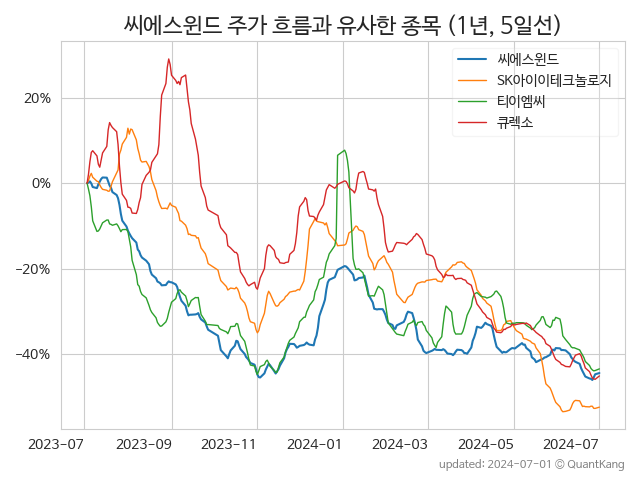 씨에스윈드 주가 흐름과 유사한 종목 (1년, 5일선)
씨에스윈드
SK아이이테크놀로지
티이엠씨
큐렉소
20%
0%
−20%
−40%
2023-07 2023-09 2023-11 2024-01 2024-03 2024-05 2024-07
updated: 2024-07-01 © QuantKang